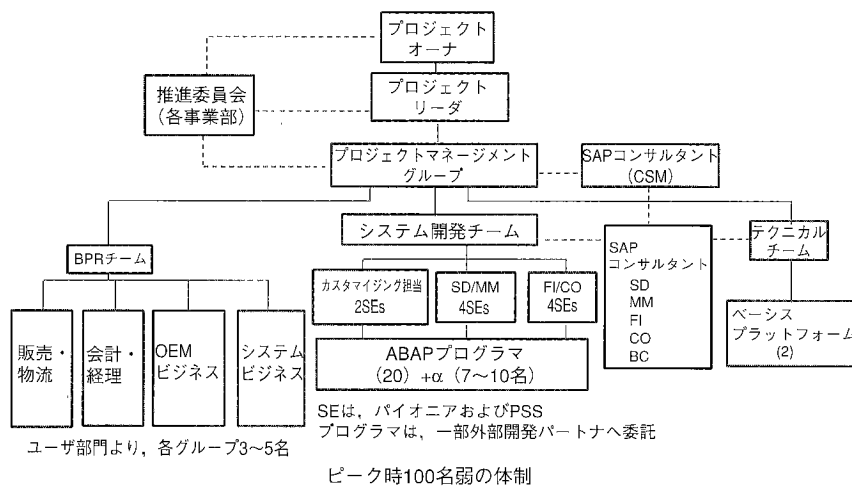 プロジェクト
オーナ
推進委員会
(各事業部)
プロジェクト
リーダ
プロジェクトマネージメント
グループ
SAPコンサルタント
(CSM)
システム開発チーム
BPRチーム
SAP
コンサルタント
SD
MM
FI
CO
BC
テクニカル
チーム
カスタマイジング担当
2SEs
SD/MM
4SEs
FI/CO
4SEs
販売・
物流
会計・
経理
OEM
ビジネス
システム
ビジネス
ABAPプログラマ
(20)+α(7〜10名)
ベーシス
プラットフォーム
(2)
SEは,パイオニアおよびPSS
プログラマは,一部外部開発パートナへ委託
ユーザ部門より,各グループ3〜5名
ピーク時100名弱の体制